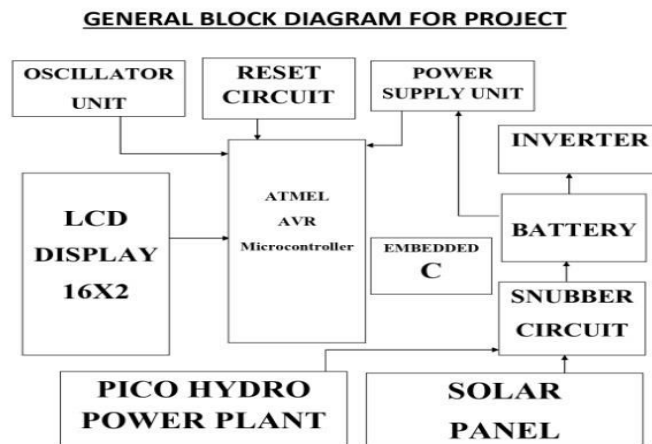 GENERAL BLOCK DIAGRAM FOR PROJECT
OSCILLATOR
UNIT
RESET
CIRCUIT
POWER
SUPPLY UNIT
INVERTER
LCD
DISPLAY
16X2
ATMEL
AVR
Microcontroller
EMBEDDED
C
BATTERY
SNUBBER
CIRCUIT
PICO HYDRO
POWER PLANT
SOLAR
PANEL